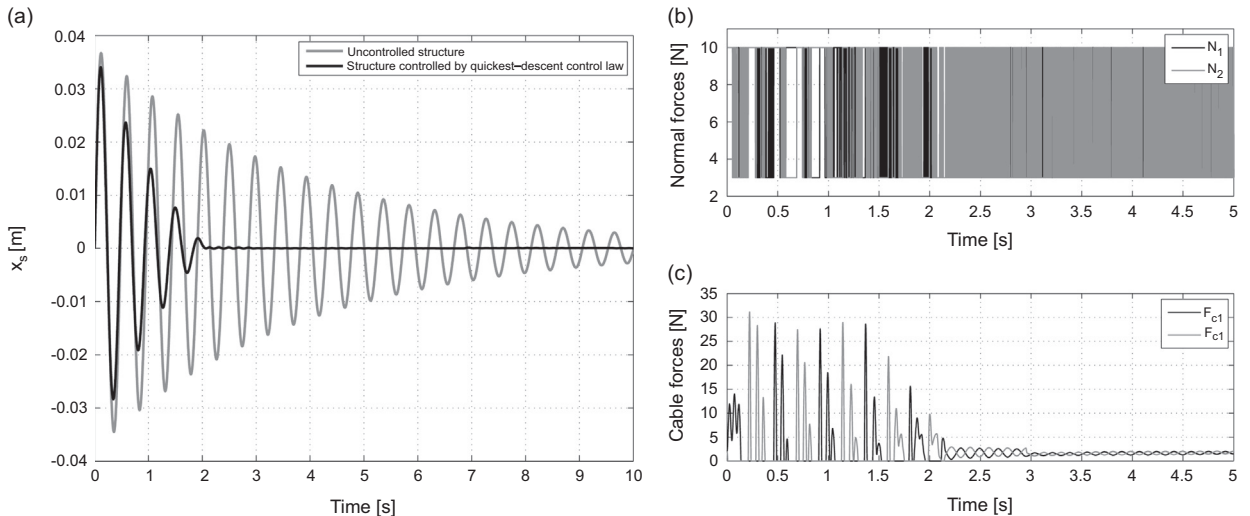 (a)
0.04
0.03
0.02
0.01
0
-0.01
-0.02
-0.03
-0.04
x_s [m]
Uncontrolled structure
Structure controlled by quickest–descent control law
0 1 2 3 4 5 6 7 8 9 10
Time [s]
(b)
10
8
6
4
2
Normal forces [N]
N_1
N_2
0 0.5 1 1.5 2 2.5 3 3.5 4 4.5 5
Time [s]
(c)
35
30
25
20
15
10
5
0
Cable forces [N]
F_c1
F_c1
0 0.5 1 1.5 2 2.5 3 3.5 4 4.5 5
Time [s]